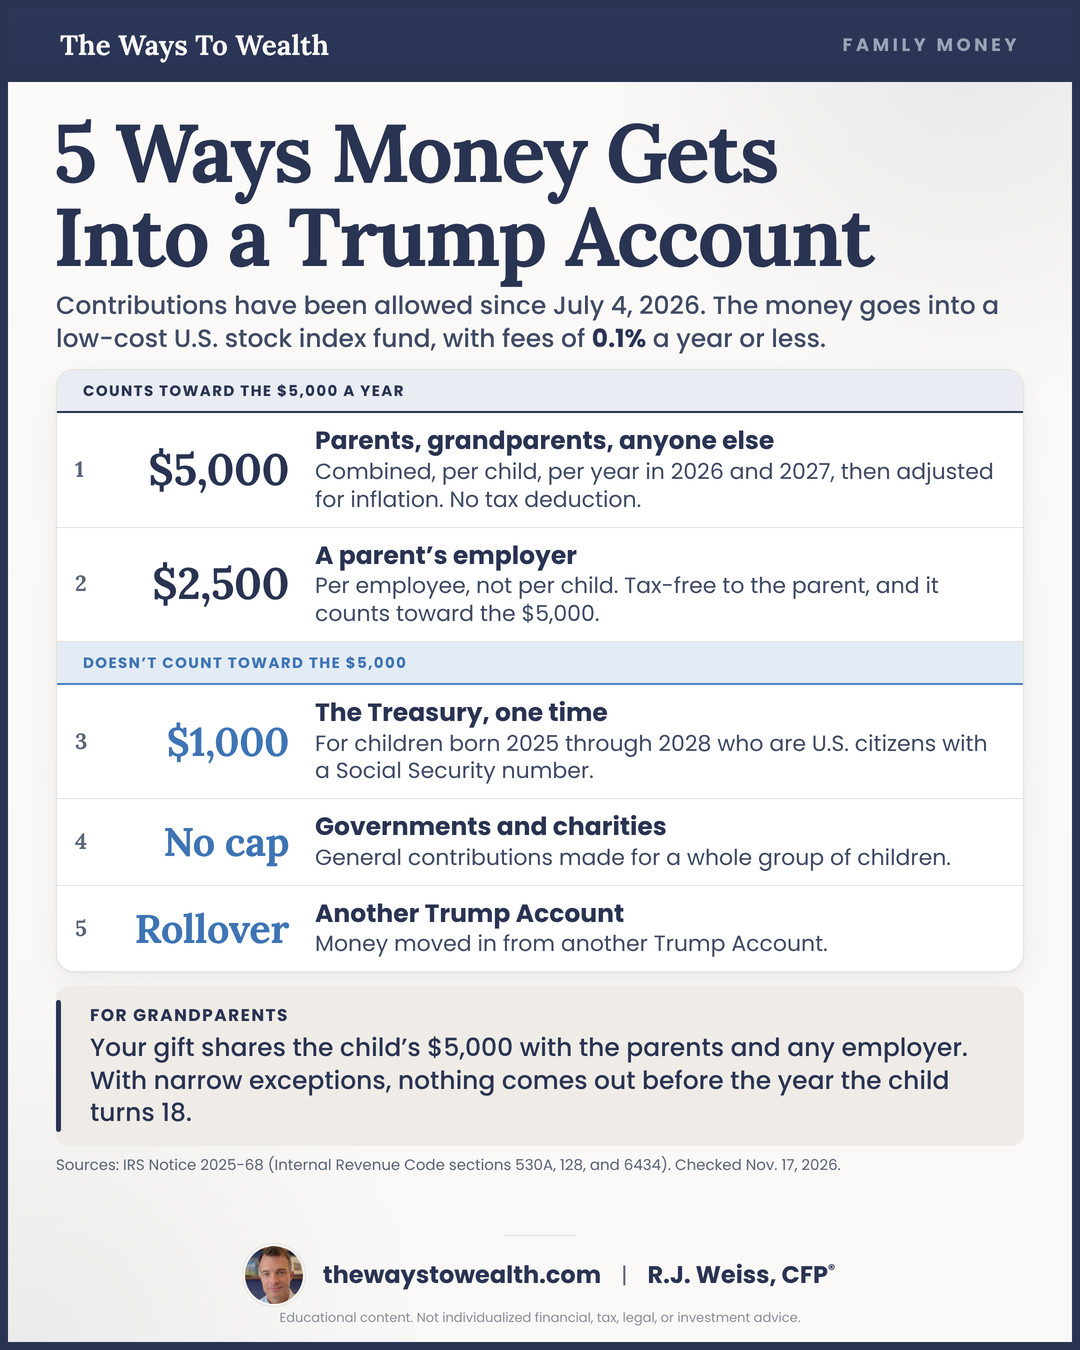 The Ways To Wealth
FAMILY MONEY
5 Ways Money Gets
Into a Trump Account
Contributions have been allowed since July 4, 2026. The money goes into a
low-cost U.S. stock index fund, with fees of 0.1% a year or less.
COUNTS TOWARD THE $5,000 A YEAR
1
$5,000
Parents, grandparents, anyone else
Combined, per child, per year in 2026 and 2027, then adjusted
for inflation. No tax deduction.
2
$2,500
A parent’s employer
Per employee, not per child. Tax-free to the parent, and it
counts toward the $5,000.
DOESN’T COUNT TOWARD THE $5,000
3
$1,000
The Treasury, one time
For children born 2025 through 2028 who are U.S. citizens with
a Social Security number.
4
No cap
Governments and charities
General contributions made for a whole group of children.
5
Rollover
Another Trump Account
Money moved in from another Trump Account.
FOR GRANDPARENTS
Your gift shares the child’s $5,000 with the parents and any employer.
With narrow exceptions, nothing comes out before the year the child
turns 18.
Sources: IRS Notice 2025-68 (Internal Revenue Code sections 530A, 128, and 6434). Checked Nov. 17, 2026.
thewaystowealth.com | R.J. Weiss, CFP®
Educational content. Not individualized financial, tax, legal, or investment advice.